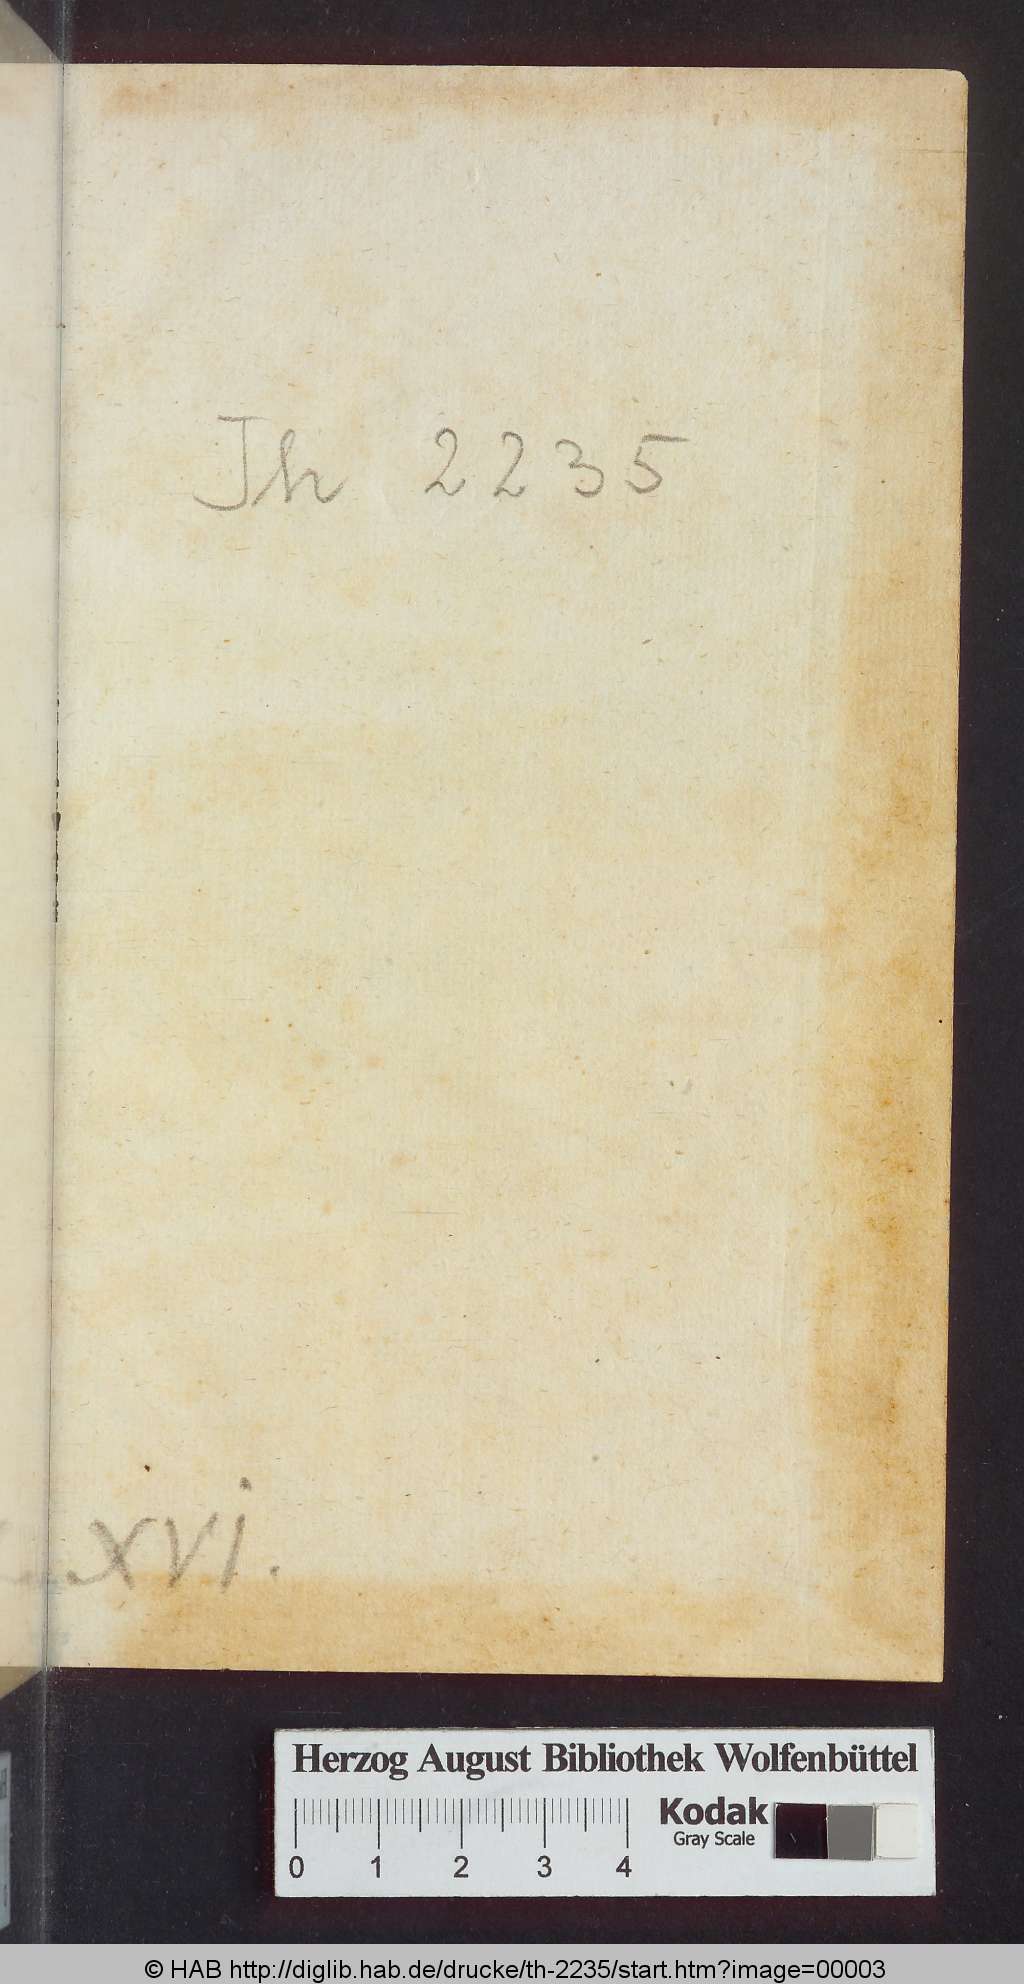 Th 2235
xvi.
Herzog August Bibliothek Wolfenbüttel
Kodak
Gray Scale
0 1 2 3 4
© HAB http://diglib.hab.de/drucke/th-2235/start.htm?image=00003